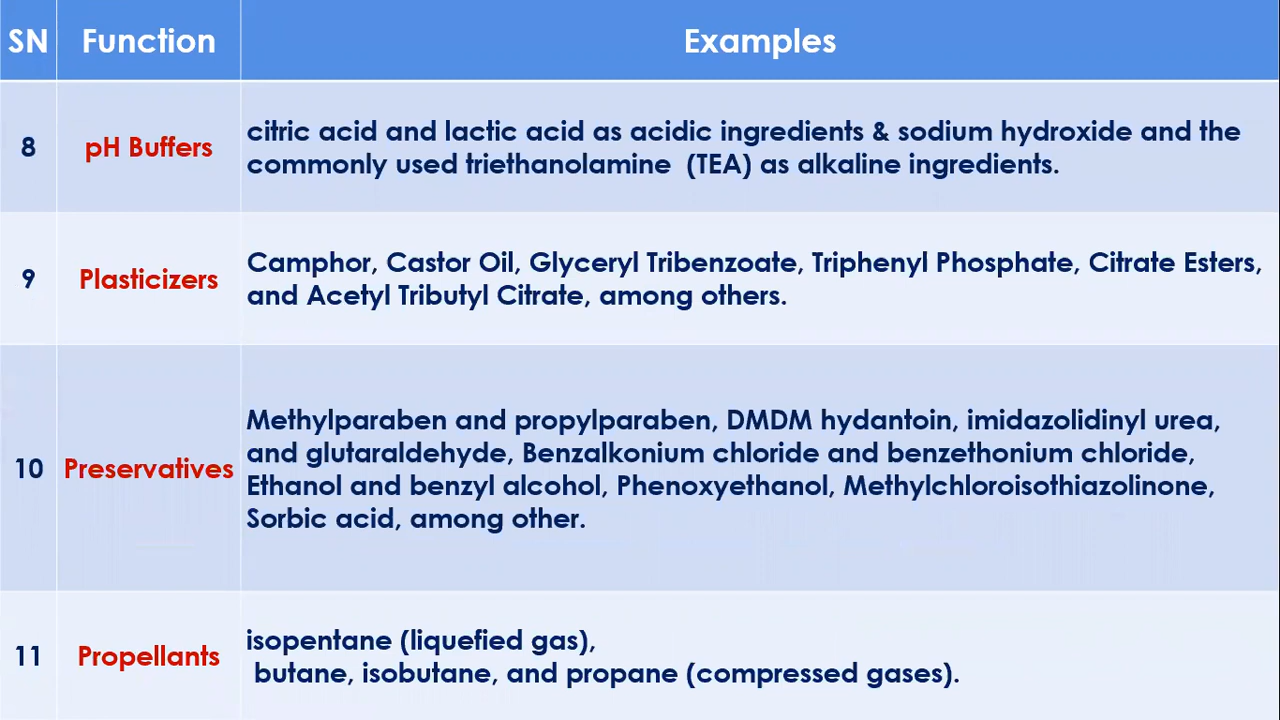 SN Function Examples
8 pH Buffers citric acid and lactic acid as acidic ingredients & sodium hydroxide and the
commonly used triethanolamine (TEA) as alkaline ingredients.
9 Plasticizers Camphor, Castor Oil, Glyceryl Tribenzoate, Triphenyl Phosphate, Citrate Esters,
and Acetyl Tributyl Citrate, among others.
10 Preservatives Methylparaben and propylparaben, DMDM hydantoin, imidazolidinyl urea,
and glutaraldehyde, Benzalkonium chloride and benzethonium chloride,
Ethanol and benzyl alcohol, Phenoxyethanol, Methylchloroisothiazolinone,
Sorbic acid, among other.
11 Propellants isopentane (liquefied gas),
butane, isobutane, and propane (compressed gases).